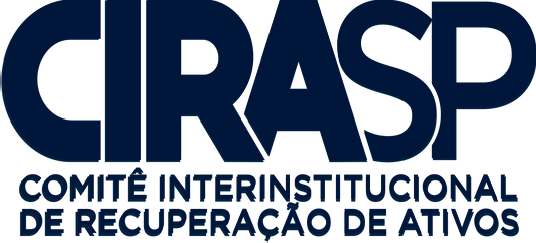 CIRASP
COMITÊ INTERINSTITUCIONAL
DE RECUPERAÇÃO DE ATIVOS